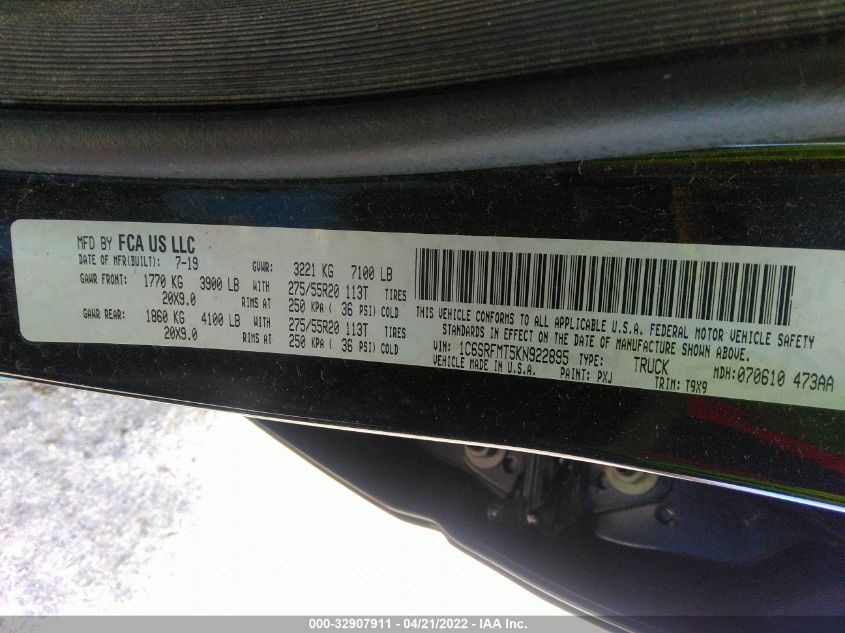 MFD BY FCA US LLC
DATE OF MFR(BUILT): 7-19 GVWR: 3221 KG 7100 LB
GAWR FRONT: 1770 KG 3900 LB WITH 275/55R20 113T TIRES
20X9.0 RIMS AT 250 KPA ( 36 PSI) COLD
GAWR REAR: 1860 KG 4100 LB WITH 275/55R20 113T TIRES
20X9.0 RIMS AT 250 KPA ( 36 PSI) COLD
THIS VEHICLE CONFORMS TO ALL APPLICABLE U.S.A. FEDERAL MOTOR VEHICLE SAFETY
STANDARDS IN EFFECT ON THE DATE OF MANUFACTURE SHOWN ABOVE.
VIN: 1C6SRFMT5KN922895 TYPE: TRUCK MDH:070610 473AA
VEHICLE MADE IN U.S.A. PAINT: PXJ TRIM: T9X9
000-32907911 - 04/21/2022 - IAA Inc.